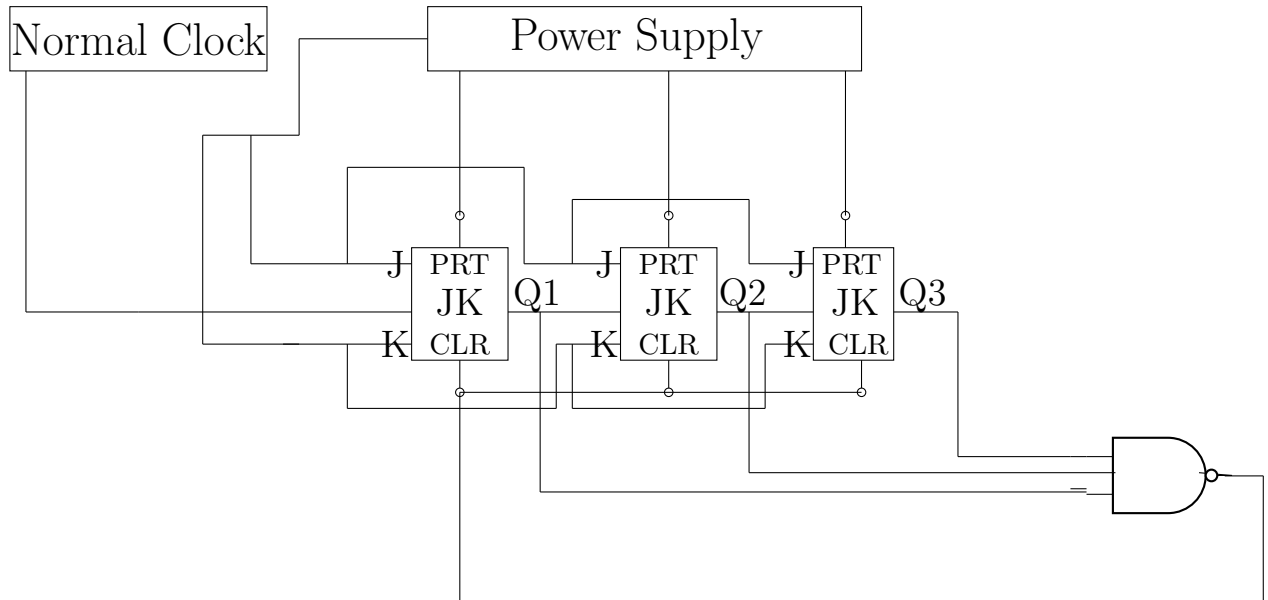 Normal Clock
Power Supply
J PRT J PRT J PRT
JK Q1 JK Q2 JK Q3
K CLR K CLR K CLR